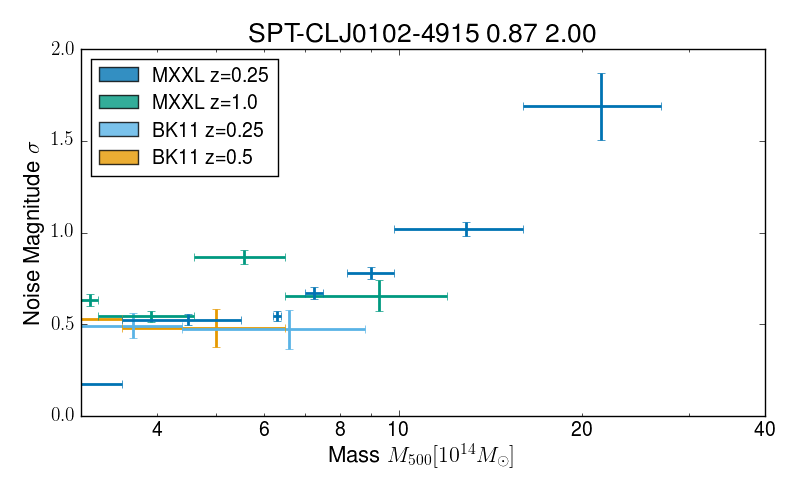 SPT-CLJ0102-4915 0.87 2.00
2.0
1.5
1.0
0.5
0.0
Noise Magnitude σ
MXXL z=0.25
MXXL z=1.0
BK11 z=0.25
BK11 z=0.5
4
6
8
10
20
40
Mass M₅₀₀[10¹⁴M⊙]